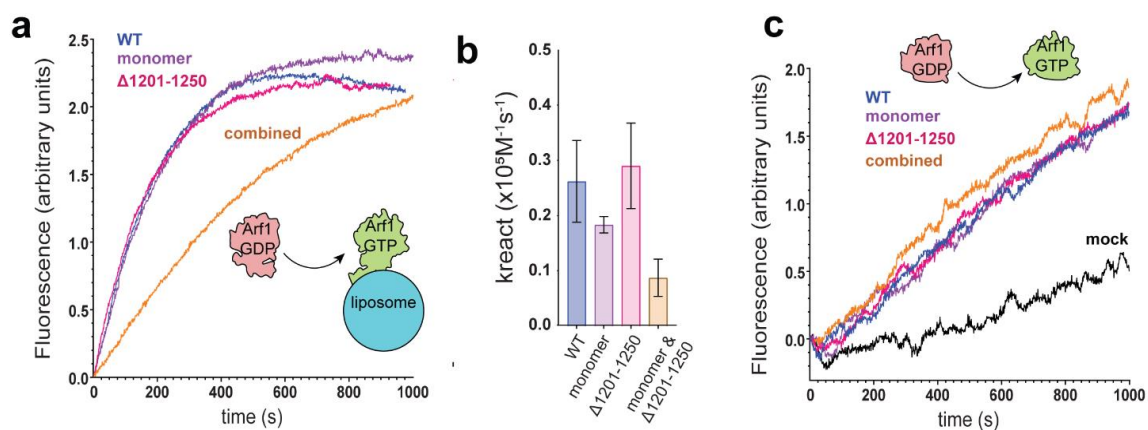 a
WT
monomer
Δ1201-1250
combined
Arf1
GDP
Arf1
GTP
liposome
Fluorescence (arbitrary units)
2.5
2.0
1.5
1.0
0.5
0.0
0
200
400
600
800
1000
time (s)
b
kreact (x10⁵M⁻¹s⁻¹)
0.5
0.4
0.3
0.2
0.1
0.0
WT
monomer
Δ1201-1250
monomer &
Δ1201-1250
c
Arf1
GDP
Arf1
GTP
WT
monomer
Δ1201-1250
combined
mock
Fluorescence (arbitrary units)
2.0
1.5
1.0
0.5
0.0
0
200
400
600
800
1000
time (s)